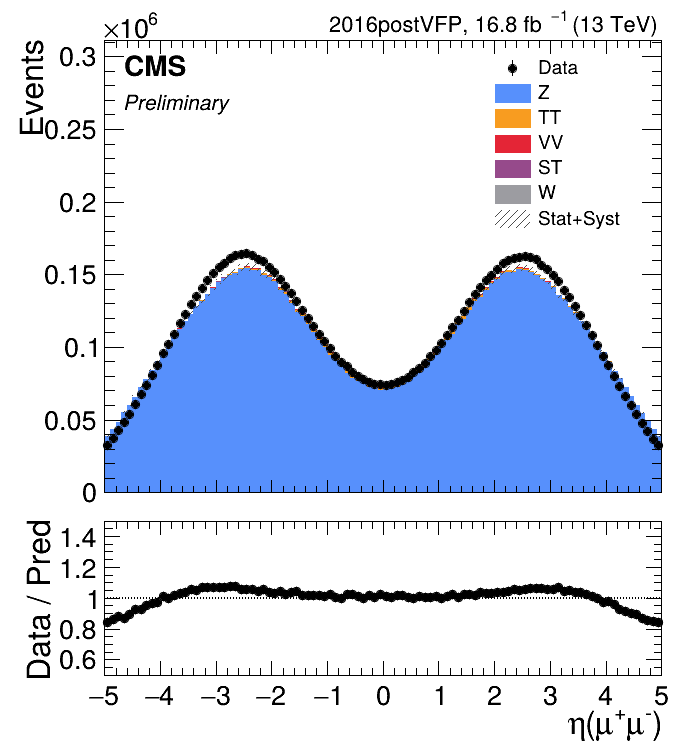 ×10⁶
2016postVFP, 16.8 fb ⁻¹ (13 TeV)
Events
0.3
0.25
0.2
0.15
0.1
0.05
0
CMS
Preliminary
Data
Z
TT
VV
ST
W
Stat+Syst
Data / Pred
1.4
1.2
1
0.8
0.6
−5 −4 −3 −2 −1 0 1 2 3 4 5
η(μ⁺μ⁻)